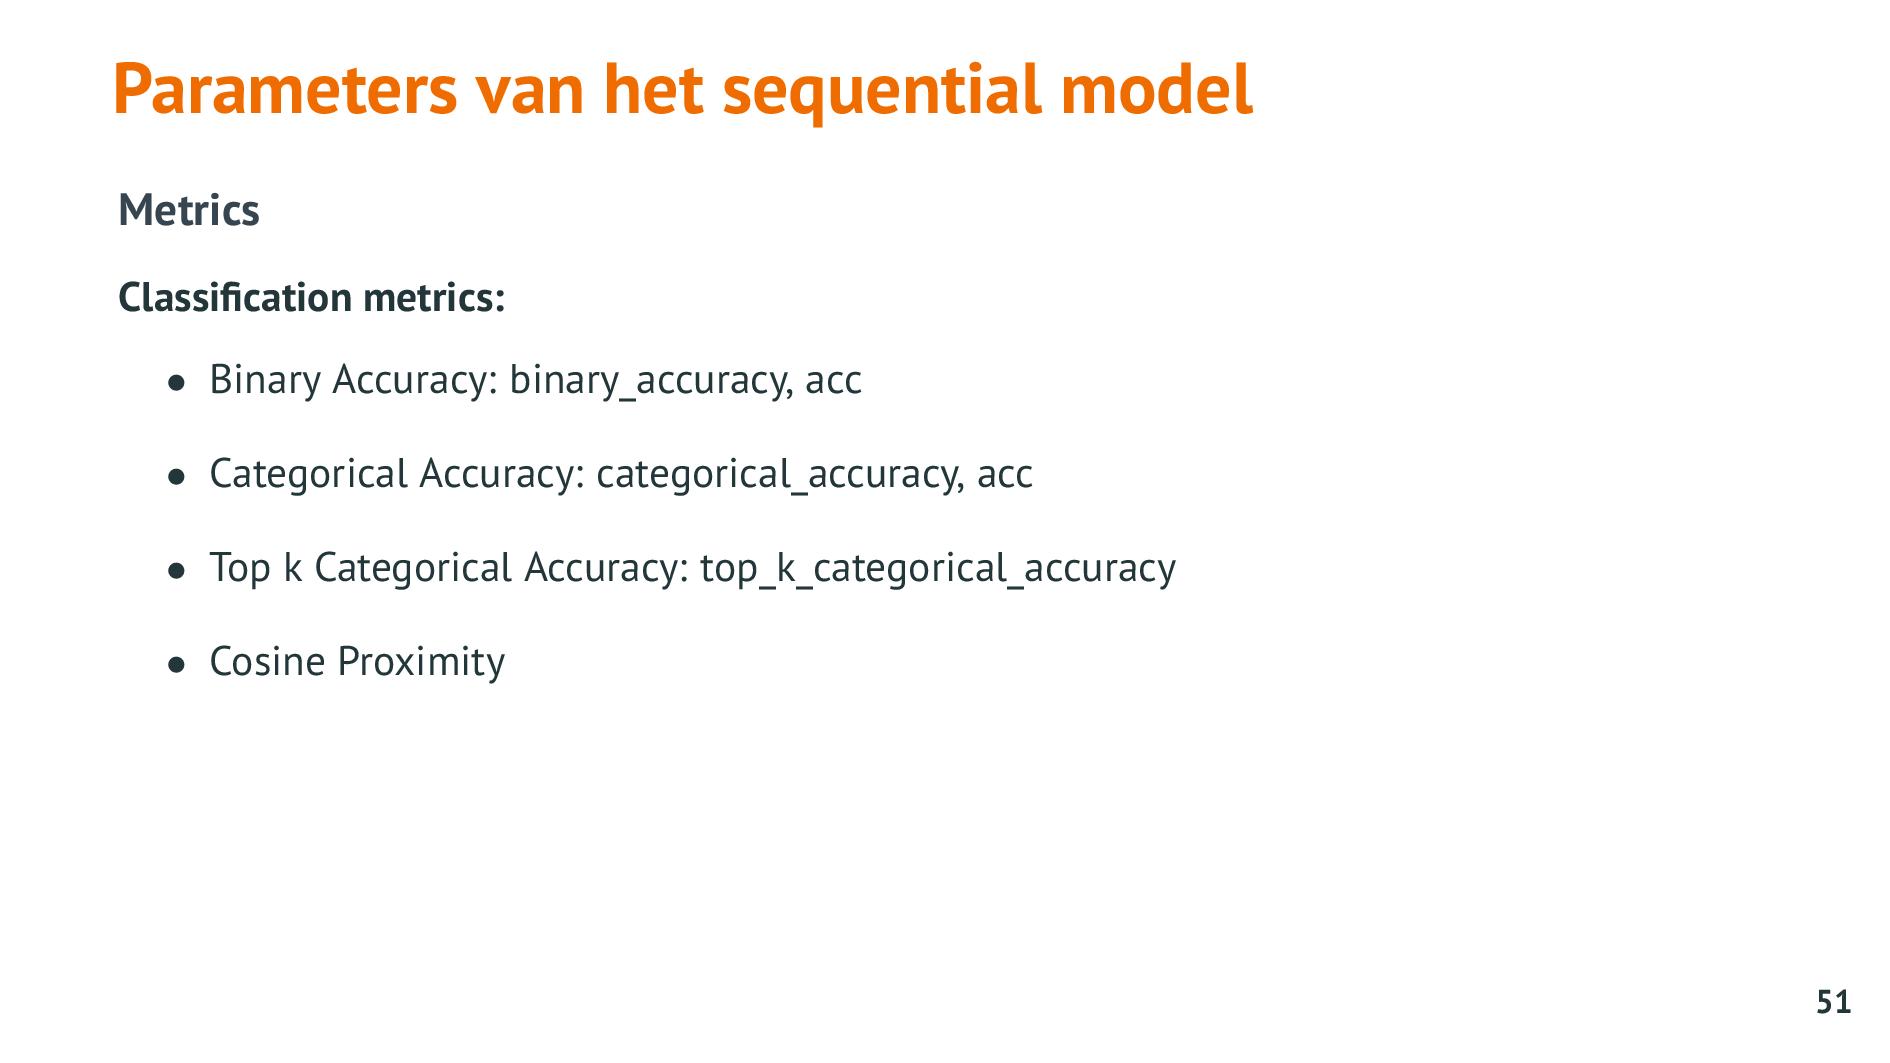 Parameters van het sequential model
Metrics
Classification metrics:
● Binary Accuracy: binary_accuracy, acc
● Categorical Accuracy: categorical_accuracy, acc
● Top k Categorical Accuracy: top_k_categorical_accuracy
● Cosine Proximity
51